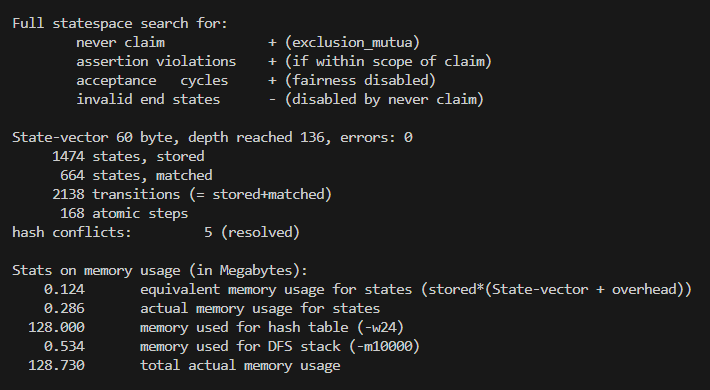 Full statespace search for:
never claim + (exclusion_mutua)
assertion violations + (if within scope of claim)
acceptance cycles + (fairness disabled)
invalid end states - (disabled by never claim)
State-vector 60 byte, depth reached 136, errors: 0
1474 states, stored
664 states, matched
2138 transitions (= stored+matched)
168 atomic steps
hash conflicts: 5 (resolved)
Stats on memory usage (in Megabytes):
0.124 equivalent memory usage for states (stored*(State-vector + overhead))
0.286 actual memory usage for states
128.000 memory used for hash table (-w24)
0.534 memory used for DFS stack (-m10000)
128.730 total actual memory usage